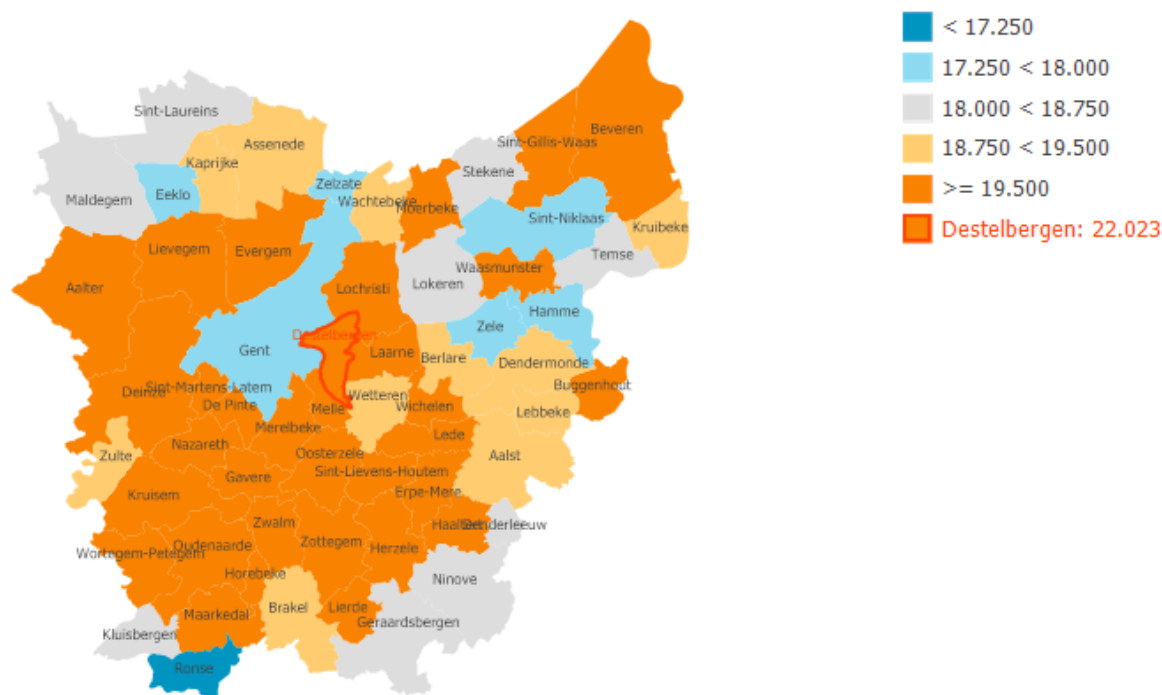 < 17.250
17.250 < 18.000
18.000 < 18.750
18.750 < 19.500
>= 19.500
Destelbergen: 22.023
Sint-Laureins
Beveren
Sint-Gillis-Waas
Assenede
Kaprijke
Stekene
Zelzate
Eeklo
Maldegem
Wachtebeke
Moerbeke
Sint-Niklaas
Kruibeke
Lievegem
Evergem
Temse
Waasmunster
Aalter
Lochristi
Lokeren
Hamme
Zele
Destelbergen
Gent
Laarne
Berlare
Dendermonde
Buggenhout
Sint-Martens-Latem
Deinze
Wetteren
De Pinte
Melle
Wichelen
Lebbeke
Merelbeke
Lede
Nazareth
Oosterzele
Zulte
Aalst
Sint-Lievens-Houtem
Gavere
Erpe-Mere
Kruisem
Zwalm
Haaltert
Denderleeuw
Zottegem
Oudenaarde
Herzele
Wortegem-Petegem
Horebeke
Ninove
Brakel
Lierde
Maarkedal
Geraardsbergen
Kluisbergen
Ronse